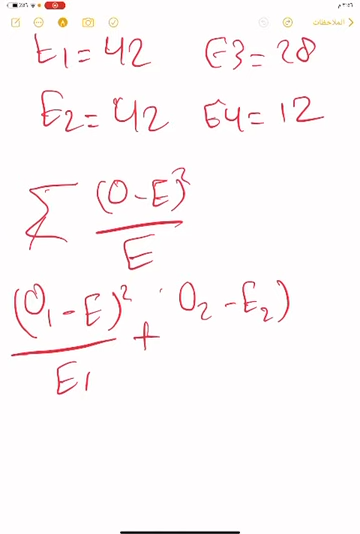 E1 = 42 E3 = 28
E2 = 42 E4 = 12
Σ (O - E)²
E
(O₁ - E)² + O₂ - E₂)
E1
الملاحظات